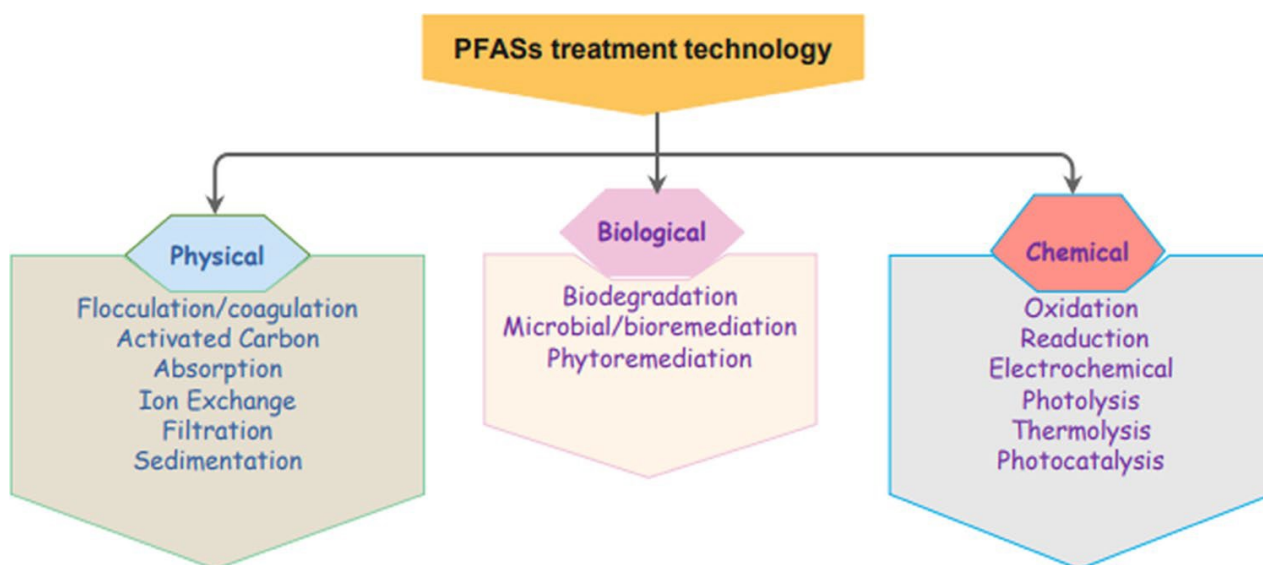 PFASs treatment technology
Physical
Flocculation/coagulation
Activated Carbon
Absorption
Ion Exchange
Filtration
Sedimentation
Biological
Biodegradation
Microbial/bioremediation
Phytoremediation
Chemical
Oxidation
Readuction
Electrochemical
Photolysis
Thermolysis
Photocatalysis